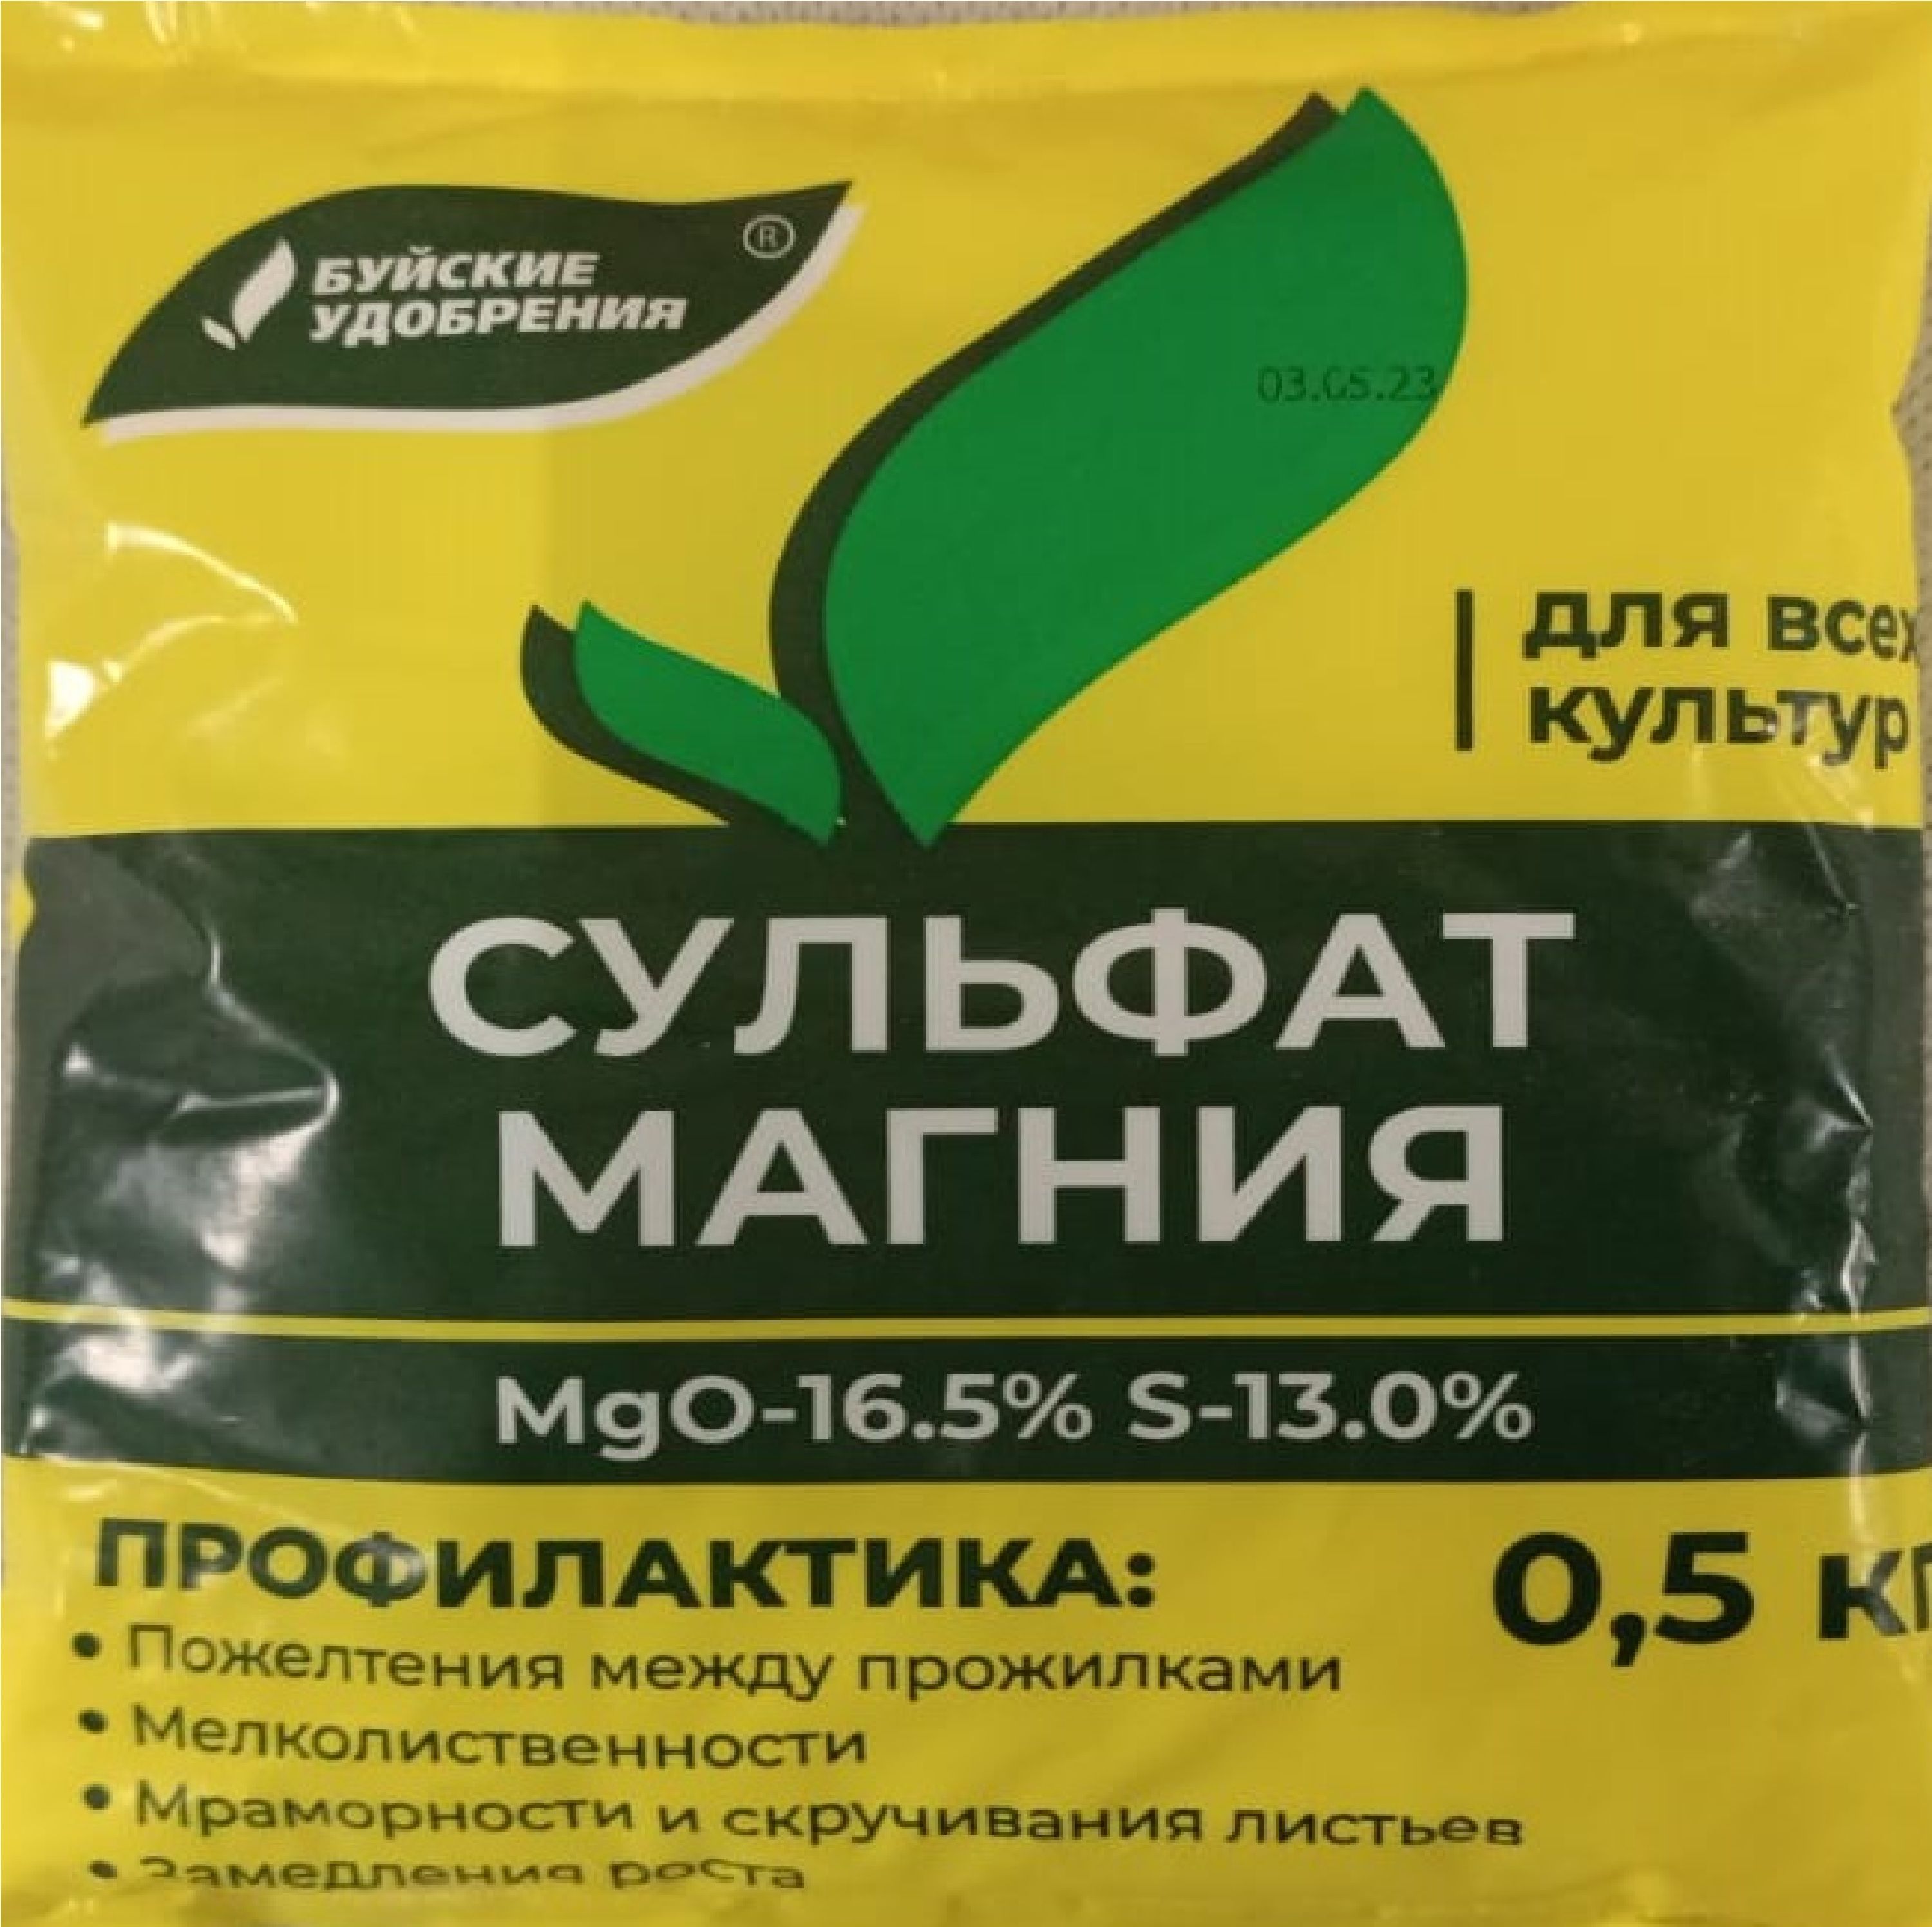 БУЙСКИЕ
УДОБРЕНИЯ
®
03.05.23
для всех
культур
СУЛЬФАТ
МАГНИЯ
MgO-16.5% S-13.0%
ПРОФИЛАКТИКА:
0,5 кг
• Пожелтения между прожилками
• Мелколиственности
• Мраморности и скручивания листьев
• Замедления роста